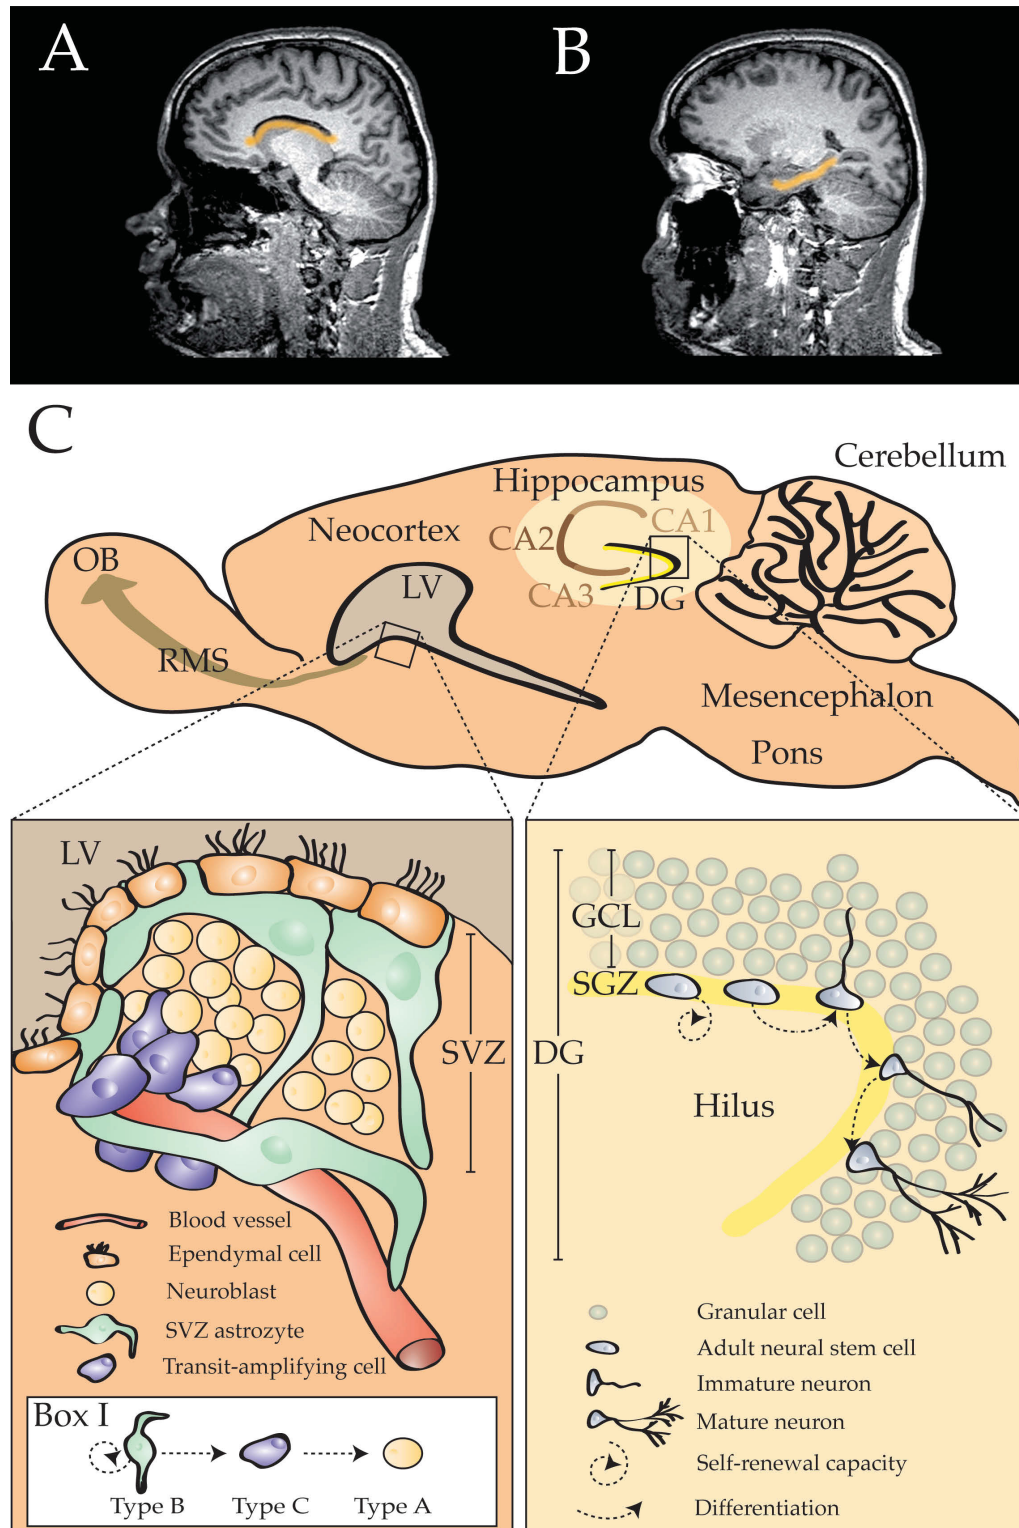 A
B
C
Cerebellum
Hippocampus
Neocortex
CA1
CA2
OB
LV
CA3
DG
RMS
Mesencephalon
Pons
LV
SVZ
Blood vessel
Ependymal cell
Neuroblast
SVZ astrozyte
Transit-amplifying cell
Box I
Type B
Type C
Type A
GCL
SGZ
DG
Hilus
Granular cell
Adult neural stem cell
Immature neuron
Mature neuron
Self-renewal capacity
Differentiation